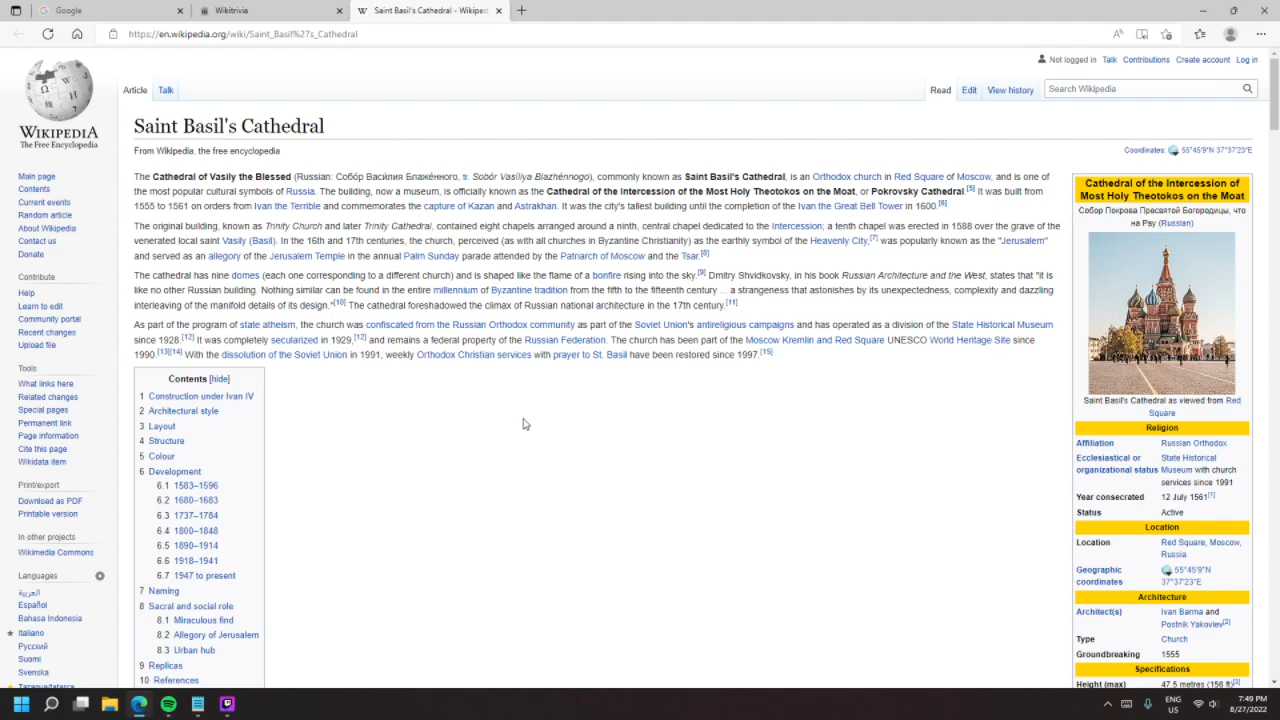 Google
Wikitrivia
Saint Basil's Cathedral - Wikiped
https://en.wikipedia.org/wiki/Saint_Basil%27s_Cathedral
Not logged in Talk Contributions Create account Log in
Article Talk
Read Edit View history
Search Wikipedia
WIKIPEDIA
The Free Encyclopedia
Main page
Contents
Current events
Random article
About Wikipedia
Contact us
Donate
Contribute
Help
Learn to edit
Community portal
Recent changes
Upload file
Tools
What links here
Related changes
Special pages
Permanent link
Page information
Cite this page
Wikidata item
Print/export
Download as PDF
Printable version
In other projects
Wikimedia Commons
Languages
العربية
Español
Bahasa Indonesia
Italiano
Русский
Suomi
Svenska
Татарча/tatarça
Saint Basil's Cathedral
From Wikipedia, the free encyclopedia
Coordinates: 55°45′9″N 37°37′23″E
The Cathedral of Vasily the Blessed (Russian: Собо́р Васи́лия Блаже́нного, tr. Sobór Vasíliya Blazhénnogo), commonly known as Saint Basil's Cathedral, is an Orthodox church in Red Square of Moscow, and is one of
the most popular cultural symbols of Russia. The building, now a museum, is officially known as the Cathedral of the Intercession of the Most Holy Theotokos on the Moat, or Pokrovsky Cathedral.[5] It was built from
1555 to 1561 on orders from Ivan the Terrible and commemorates the capture of Kazan and Astrakhan. It was the city's tallest building until the completion of the Ivan the Great Bell Tower in 1600.[6]
The original building, known as Trinity Church and later Trinity Cathedral, contained eight chapels arranged around a ninth, central chapel dedicated to the Intercession; a tenth chapel was erected in 1588 over the grave of the
venerated local saint Vasily (Basil). In the 16th and 17th centuries, the church, perceived (as with all churches in Byzantine Christianity) as the earthly symbol of the Heavenly City,[7] was popularly known as the "Jerusalem"
and served as an allegory of the Jerusalem Temple in the annual Palm Sunday parade attended by the Patriarch of Moscow and the Tsar.[8]
The cathedral has nine domes (each one corresponding to a different church) and is shaped like the flame of a bonfire rising into the sky.[9] Dmitry Shvidkovsky, in his book Russian Architecture and the West, states that "it is
like no other Russian building. Nothing similar can be found in the entire millennium of Byzantine tradition from the fifth to the fifteenth century ... a strangeness that astonishes by its unexpectedness, complexity and dazzling
interleaving of the manifold details of its design."[10] The cathedral foreshadowed the climax of Russian national architecture in the 17th century.[11]
As part of the program of state atheism, the church was confiscated from the Russian Orthodox community as part of the Soviet Union's antireligious campaigns and has operated as a division of the State Historical Museum
since 1928.[12] It was completely secularized in 1929,[12] and remains a federal property of the Russian Federation. The church has been part of the Moscow Kremlin and Red Square UNESCO World Heritage Site since
1990.[13][14] With the dissolution of the Soviet Union in 1991, weekly Orthodox Christian services with prayer to St. Basil have been restored since 1997.[15]
Contents [hide]
1 Construction under Ivan IV
2 Architectural style
3 Layout
4 Structure
5 Colour
6 Development
6.1 1583–1596
6.2 1680–1683
6.3 1737–1784
6.4 1800–1848
6.5 1890–1914
6.6 1918–1941
6.7 1947 to present
7 Naming
8 Sacral and social role
8.1 Miraculous find
8.2 Allegory of Jerusalem
8.3 Urban hub
9 Replicas
10 References
Cathedral of the Intercession of
Most Holy Theotokos on the Moat
Собор Покрова Пресвятой Богородицы, что
на Рву (Russian)
Saint Basil's Cathedral as viewed from Red
Square
Religion
Affiliation Russian Orthodox
Ecclesiastical or State Historical
organizational status Museum with church
services since 1991
Year consecrated 12 July 1561[1]
Status Active
Location
Location Red Square, Moscow,
Russia
Geographic 55°45′9″N
coordinates 37°37′23″E
Architecture
Architect(s) Ivan Barma and
Postnik Yakovlev[2]
Type Church
Groundbreaking 1555
Specifications
Height (max) 47.5 metres (156 ft)[3]
ENG
US
7:49 PM
8/27/2022